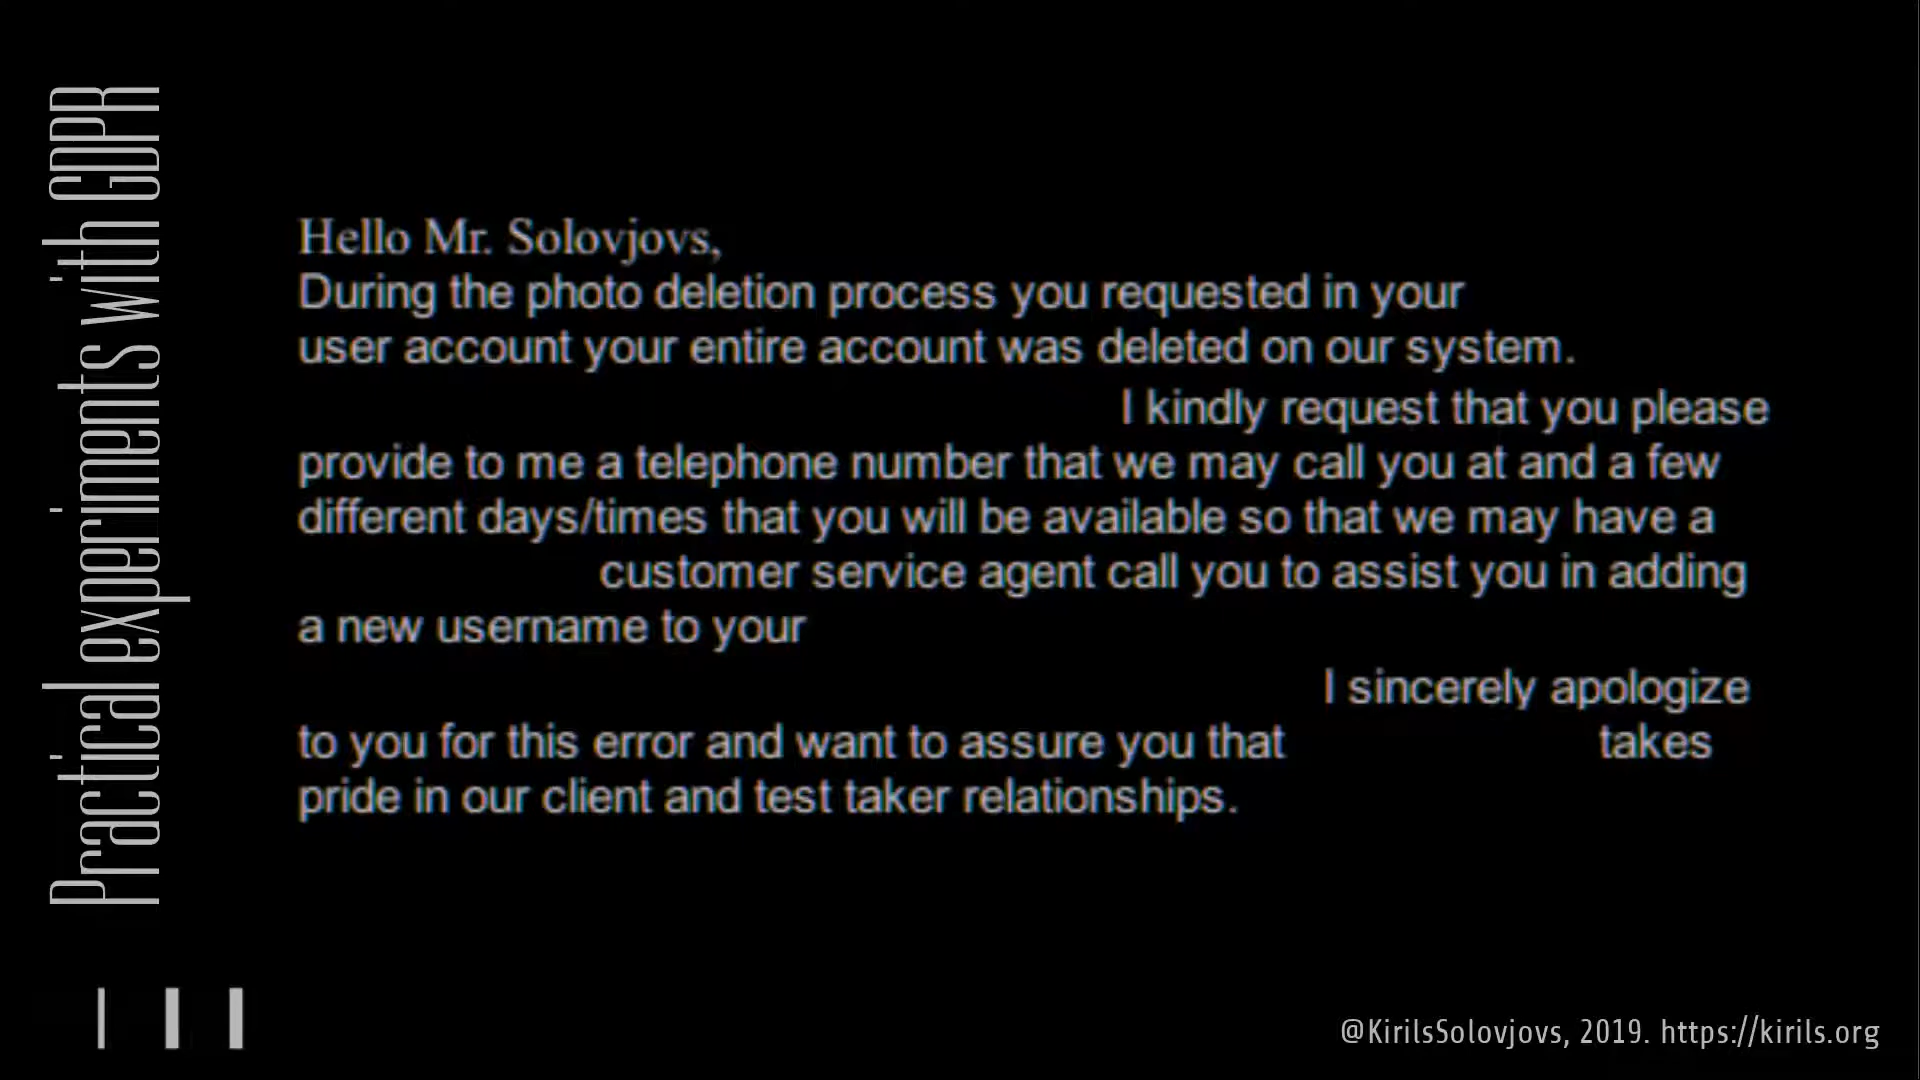 Practical experiments with GDPR
Hello Mr. Solovjovs,
During the photo deletion process you requested in your
user account your entire account was deleted on our system.
I kindly request that you please
provide to me a telephone number that we may call you at and a few
different days/times that you will be available so that we may have a
customer service agent call you to assist you in adding
a new username to your
I sincerely apologize
to you for this error and want to assure you that takes
pride in our client and test taker relationships.
@KirilsSolovjovs, 2019. https://kirils.org